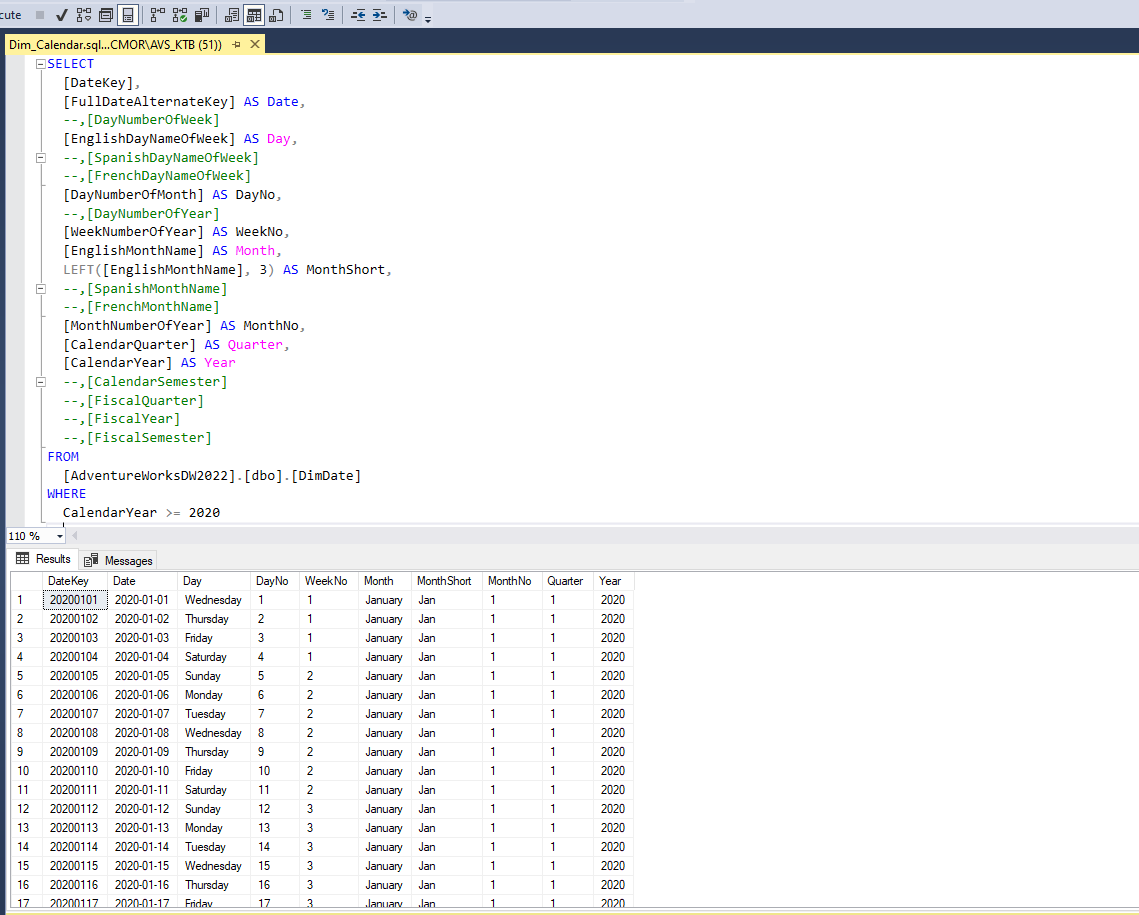 cute
Dim_Calendar.sql...CMOR\AVS_KTB (51))
SELECT
[DateKey],
[FullDateAlternateKey] AS Date,
--,[DayNumberOfWeek]
[EnglishDayNameOfWeek] AS Day,
--,[SpanishDayNameOfWeek]
--,[FrenchDayNameOfWeek]
[DayNumberOfMonth] AS DayNo,
--,[DayNumberOfYear]
[WeekNumberOfYear] AS WeekNo,
[EnglishMonthName] AS Month,
LEFT([EnglishMonthName], 3) AS MonthShort,
--,[SpanishMonthName]
--,[FrenchMonthName]
[MonthNumberOfYear] AS MonthNo,
[CalendarQuarter] AS Quarter,
[CalendarYear] AS Year
--,[CalendarSemester]
--,[FiscalQuarter]
--,[FiscalYear]
--,[FiscalSemester]
FROM
[AdventureWorksDW2022].[dbo].[DimDate]
WHERE
CalendarYear >= 2020
110 %
Results Messages
DateKey Date Day DayNo WeekNo Month MonthShort MonthNo Quarter Year
1 20200101 2020-01-01 Wednesday 1 1 January Jan 1 1 2020
2 20200102 2020-01-02 Thursday 2 1 January Jan 1 1 2020
3 20200103 2020-01-03 Friday 3 1 January Jan 1 1 2020
4 20200104 2020-01-04 Saturday 4 1 January Jan 1 1 2020
5 20200105 2020-01-05 Sunday 5 2 January Jan 1 1 2020
6 20200106 2020-01-06 Monday 6 2 January Jan 1 1 2020
7 20200107 2020-01-07 Tuesday 7 2 January Jan 1 1 2020
8 20200108 2020-01-08 Wednesday 8 2 January Jan 1 1 2020
9 20200109 2020-01-09 Thursday 9 2 January Jan 1 1 2020
10 20200110 2020-01-10 Friday 10 2 January Jan 1 1 2020
11 20200111 2020-01-11 Saturday 11 2 January Jan 1 1 2020
12 20200112 2020-01-12 Sunday 12 3 January Jan 1 1 2020
13 20200113 2020-01-13 Monday 13 3 January Jan 1 1 2020
14 20200114 2020-01-14 Tuesday 14 3 January Jan 1 1 2020
15 20200115 2020-01-15 Wednesday 15 3 January Jan 1 1 2020
16 20200116 2020-01-16 Thursday 16 3 January Jan 1 1 2020
17 20200117 2020-01-17 Friday 17 3 January Jan 1 1 2020